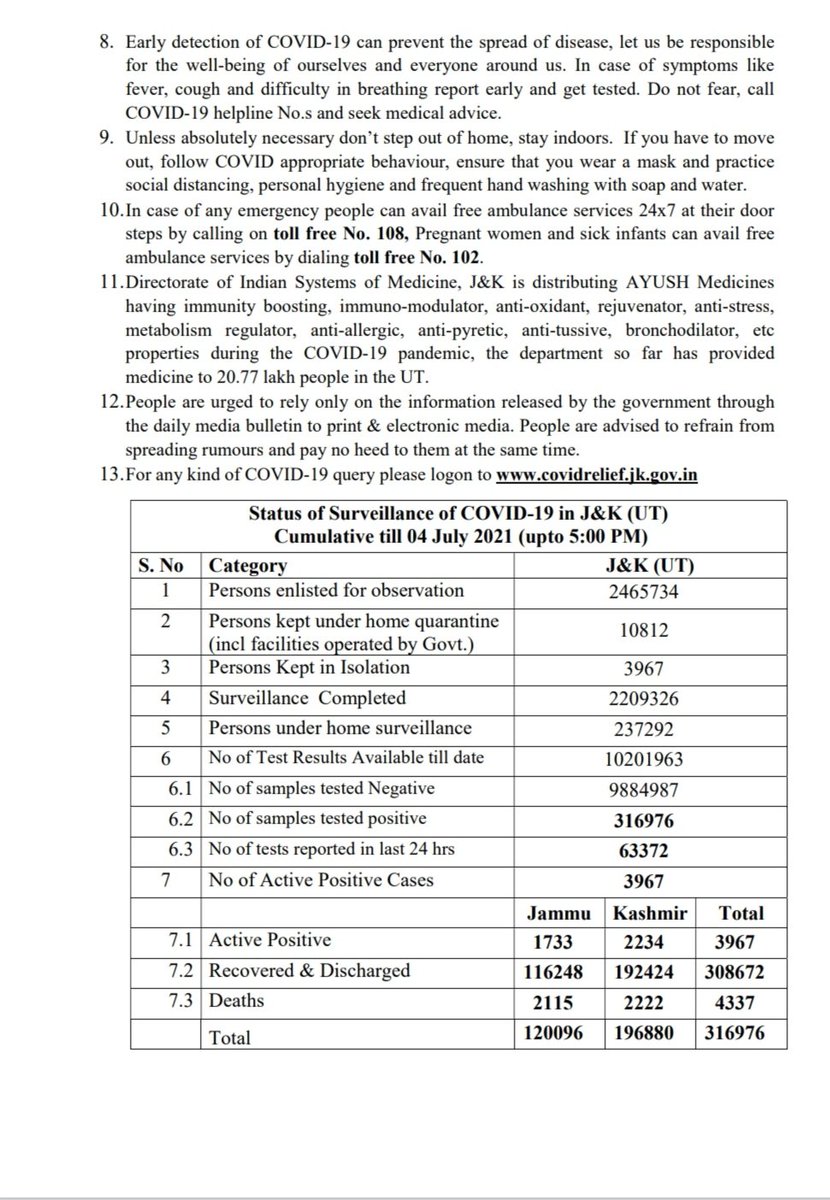 8. Early detection of COVID-19 can prevent the spread of disease, let us be responsible
for the well-being of ourselves and everyone around us. In case of symptoms like
fever, cough and difficulty in breathing report early and get tested. Do not fear, call
COVID-19 helpline No.s and seek medical advice.
9. Unless absolutely necessary don’t step out of home, stay indoors. If you have to move
out, follow COVID appropriate behaviour, ensure that you wear a mask and practice
social distancing, personal hygiene and frequent hand washing with soap and water.
10.In case of any emergency people can avail free ambulance services 24x7 at their door
steps by calling on toll free No. 108, Pregnant women and sick infants can avail free
ambulance services by dialing toll free No. 102.
11.Directorate of Indian Systems of Medicine, J&K is distributing AYUSH Medicines
having immunity boosting, immuno-modulator, anti-oxidant, rejuvenator, anti-stress,
metabolism regulator, anti-allergic, anti-pyretic, anti-tussive, bronchodilator, etc
properties during the COVID-19 pandemic, the department so far has provided
medicine to 20.77 lakh people in the UT.
12.People are urged to rely only on the information released by the government through
the daily media bulletin to print & electronic media. People are advised to refrain from
spreading rumours and pay no heed to them at the same time.
13.For any kind of COVID-19 query please logon to www.covidrelief.jk.gov.in
Status of Surveillance of COVID-19 in J&K (UT)
Cumulative till 04 July 2021 (upto 5:00 PM)
S. No Category J&K (UT)
1 Persons enlisted for observation 2465734
2 Persons kept under home quarantine
(incl facilities operated by Govt.) 10812
3 Persons Kept in Isolation 3967
4 Surveillance Completed 2209326
5 Persons under home surveillance 237292
6 No of Test Results Available till date 10201963
6.1 No of samples tested Negative 9884987
6.2 No of samples tested positive 316976
6.3 No of tests reported in last 24 hrs 63372
7 No of Active Positive Cases 3967
Jammu Kashmir Total
7.1 Active Positive 1733 2234 3967
7.2 Recovered & Discharged 116248 192424 308672
7.3 Deaths 2115 2222 4337
Total 120096 196880 316976